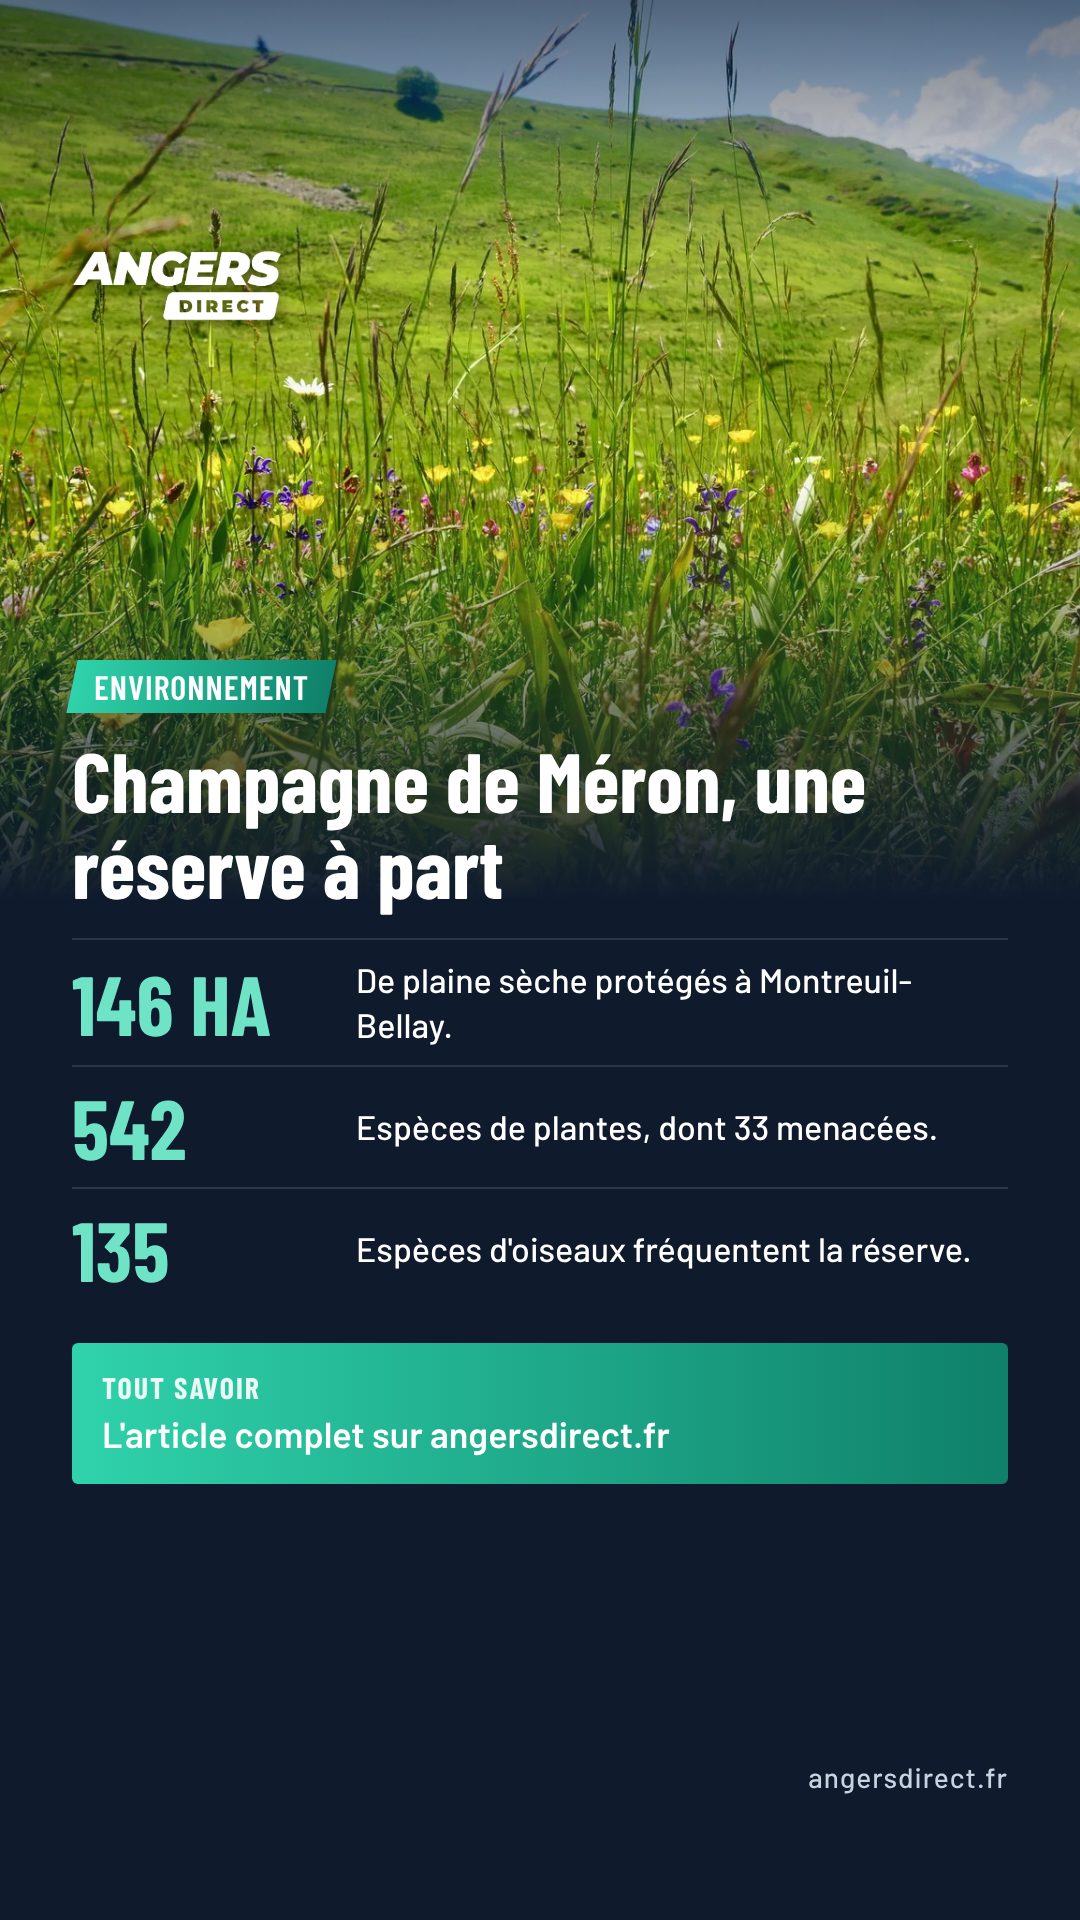 ANGERS
DIRECT
ENVIRONNEMENT
Champagne de Méron, une
réserve à part
146 HA
De plaine sèche protégés à Montreuil-
Bellay.
542
Espèces de plantes, dont 33 menacées.
135
Espèces d'oiseaux fréquentent la réserve.
TOUT SAVOIR
L'article complet sur angersdirect.fr
angersdirect.fr